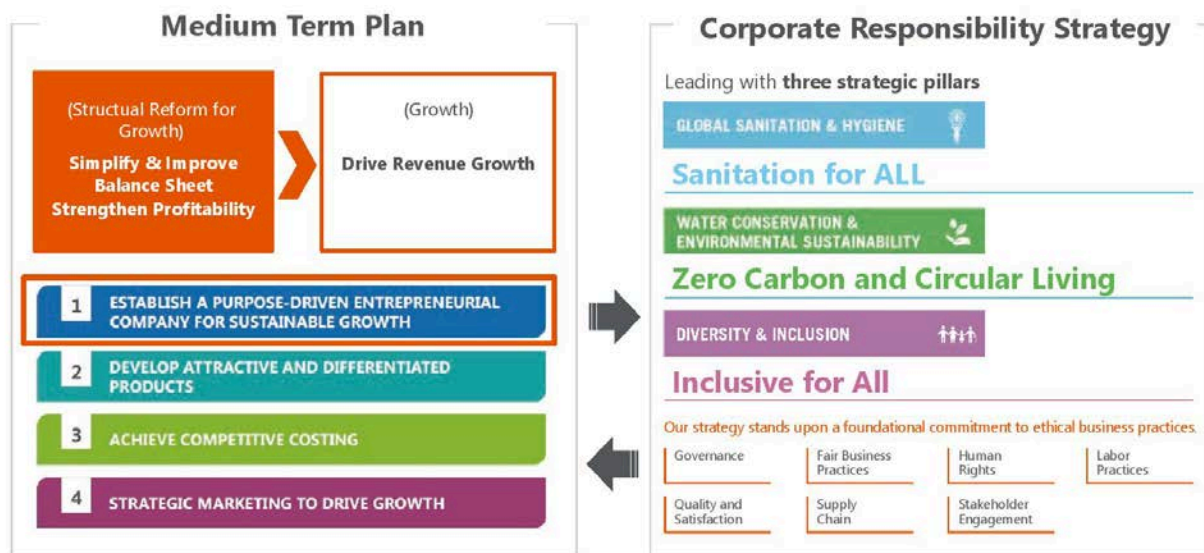 Medium Term Plan
(Structual Reform for
Growth)
Simplify & Improve
Balance Sheet
Strengthen Profitability
(Growth)
Drive Revenue Growth
1
ESTABLISH A PURPOSE-DRIVEN ENTREPRENEURIAL
COMPANY FOR SUSTAINABLE GROWTH
2
DEVELOP ATTRACTIVE AND DIFFERENTIATED
PRODUCTS
3
ACHIEVE COMPETITIVE COSTING
4
STRATEGIC MARKETING TO DRIVE GROWTH
Corporate Responsibility Strategy
Leading with three strategic pillars
GLOBAL SANITATION & HYGIENE
Sanitation for ALL
WATER CONSERVATION &
ENVIRONMENTAL SUSTAINABILITY
Zero Carbon and Circular Living
DIVERSITY & INCLUSION
Inclusive for All
Our strategy stands upon a foundational commitment to ethical business practices.
Governance
Fair Business
Practices
Human
Rights
Labor
Practices
Quality and
Satisfaction
Supply
Chain
Stakeholder
Engagement